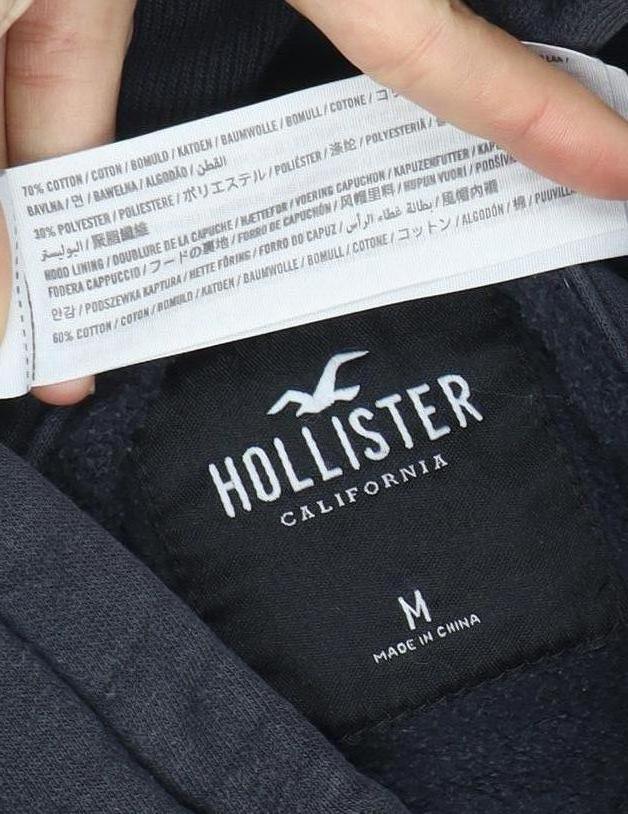 70% COTTON / COTON / BOMULD / KATOEN / BAUMWOLLE / BOMULL / COTONE / コ
BAVLNA / 면 / BAWEŁNA / ALGODÃO / القطن
30% POLYESTER / POLIESTERE / ポリエステル / POLIÉSTER / 涤纶 / POLYESTERIA /
البوليستر / 聚脂纖維
HOOD LINING / DOUBLURE DE LA CAPUCHE / HÆTTEFOR / VOERING CAPUCHON / KAPUZENFUTTER /
FODERA CAPPUCCIO / フードの裏地 / FORRO DE CAPUCHÓN / 风帽里料 / HUPUN VUORI /
안감 / PODSZEWKA KAPTURA / HETTE FÔRING / FORRO DO CAPUZ / بطانة غطاء الرأس / 風帽內襯
60% COTTON / COTON / BOMULD / KATOEN / BAUMWOLLE / BOMULL / COTONE / コットン / ALGODÓN / 棉 /
HOLLISTER
CALIFORNIA
M
MADE IN CHINA